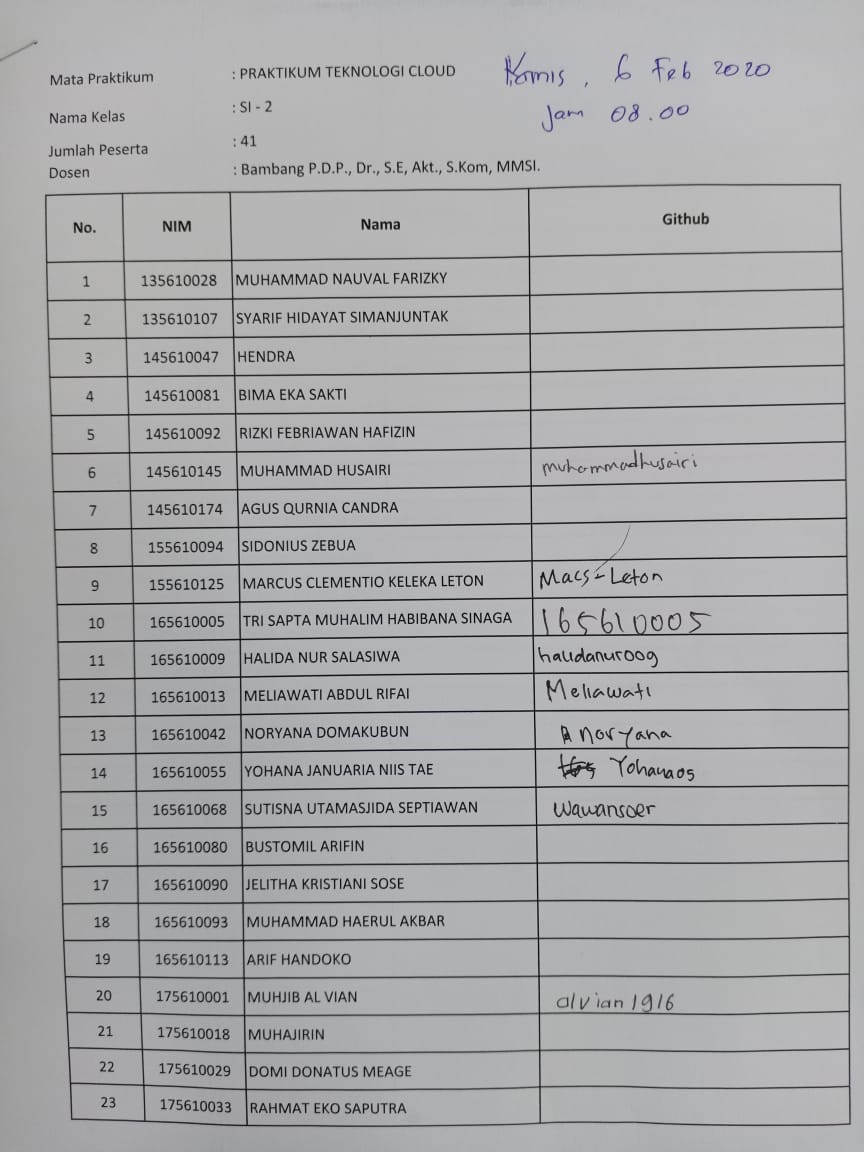 Mata Praktikum : PRAKTIKUM TEKNOLOGI CLOUD Kamis, 6 Feb 2020
Nama Kelas : SI - 2 Jam 08.00
Jumlah Peserta : 41
Dosen : Bambang P.D.P., Dr., S.E, Akt., S.Kom, MMSI.
No. NIM Nama Github
1 135610028 MUHAMMAD NAUVAL FARIZKY
2 135610107 SYARIF HIDAYAT SIMANJUNTAK
3 145610047 HENDRA
4 145610081 BIMA EKA SAKTI
5 145610092 RIZKI FEBRIAWAN HAFIZIN
6 145610145 MUHAMMAD HUSAIRI muhammadhusairi
7 145610174 AGUS QURNIA CANDRA
8 155610094 SIDONIUS ZEBUA
9 155610125 MARCUS CLEMENTIO KELEKA LETON Macs-Leton
10 165610005 TRI SAPTA MUHALIM HABIBANA SINAGA 165610005
11 165610009 HALIDA NUR SALASIWA halidanur009
12 165610013 MELIAWATI ABDUL RIFAI Meliawati
13 165610042 NORYANA DOMAKUBUN Anoryana
14 165610055 YOHANA JANUARIA NIIS TAE Yohana05
15 165610068 SUTISNA UTAMASJIDA SEPTIAWAN wawansoer
16 165610080 BUSTOMIL ARIFIN
17 165610090 JELITHA KRISTIANI SOSE
18 165610093 MUHAMMAD HAERUL AKBAR
19 165610113 ARIF HANDOKO
20 175610001 MUHJIB AL VIAN alvian1916
21 175610018 MUHAJIRIN
22 175610029 DOMI DONATUS MEAGE
23 175610033 RAHMAT EKO SAPUTRA